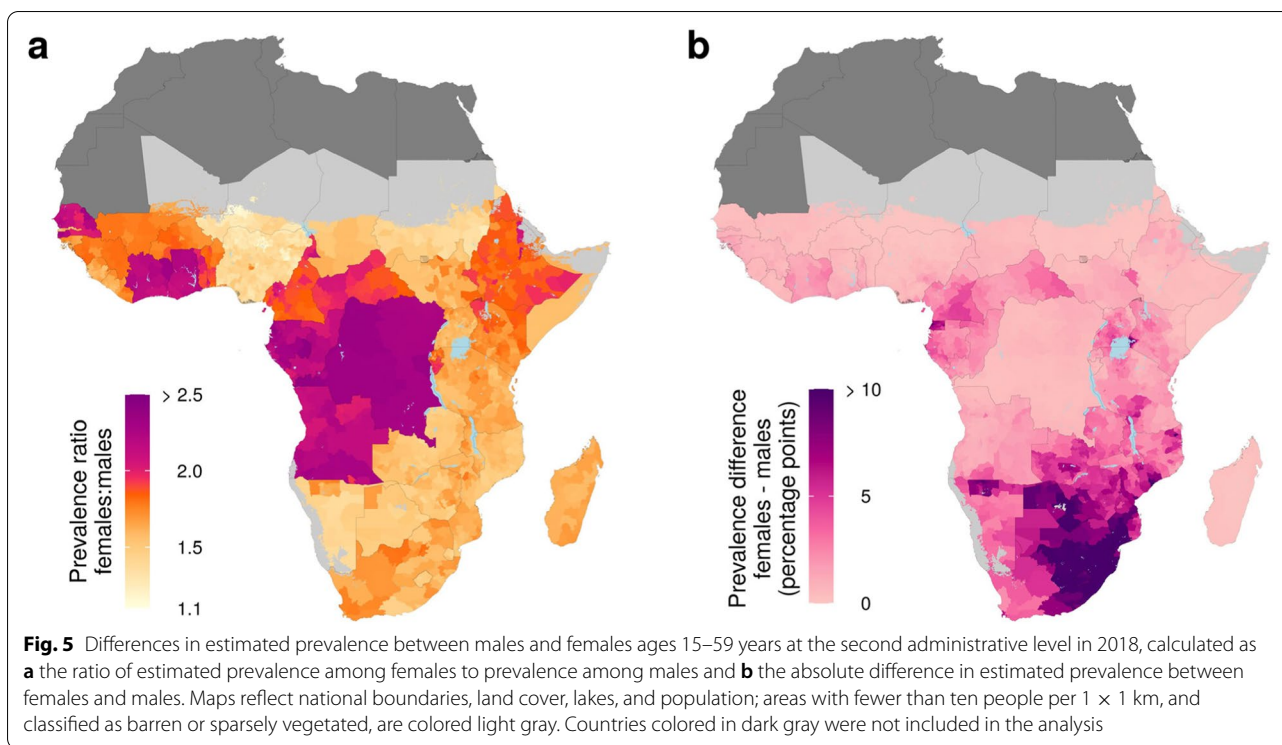 a
b
Prevalence ratio
females:males
> 2.5
2.0
1.5
1.1
Prevalence difference
females - males
(percentage points)
> 10
5
0
Fig. 5 Differences in estimated prevalence between males and females ages 15–59 years at the second administrative level in 2018, calculated as
a the ratio of estimated prevalence among females to prevalence among males and b the absolute difference in estimated prevalence between
females and males. Maps reflect national boundaries, land cover, lakes, and population; areas with fewer than ten people per 1 × 1 km, and
classified as barren or sparsely vegetated, are colored light gray. Countries colored in dark gray were not included in the analysis